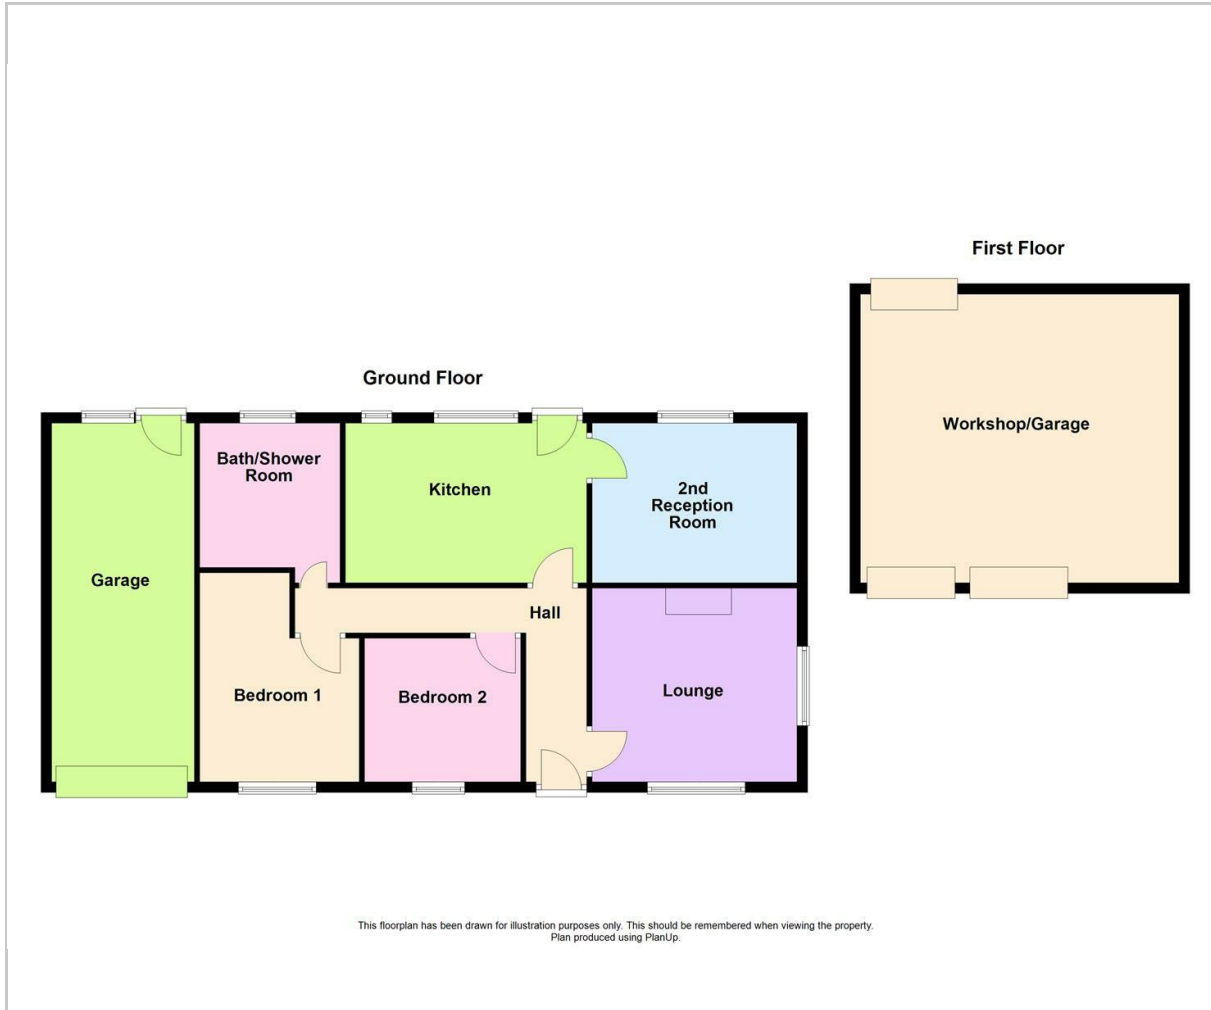 First Floor
Ground Floor
Workshop/Garage
Bath/Shower
Room
Kitchen
2nd
Reception
Room
Garage
Hall
Bedroom 1
Bedroom 2
Lounge
This floorplan has been drawn for illustration purposes only. This should be remembered when viewing the property.
Plan produced using PlanUp.